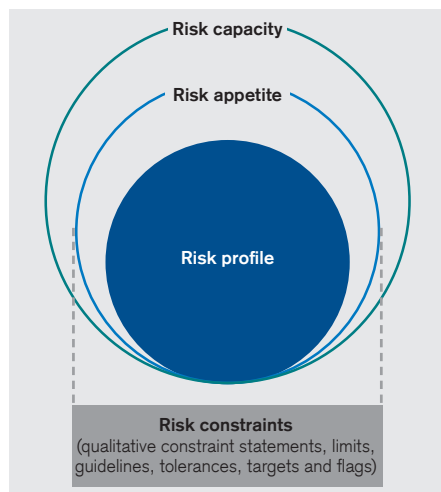 Risk capacity
Risk appetite
Risk profile
Risk constraints
(qualitative constraint statements, limits,
guidelines, tolerances, targets and flags)